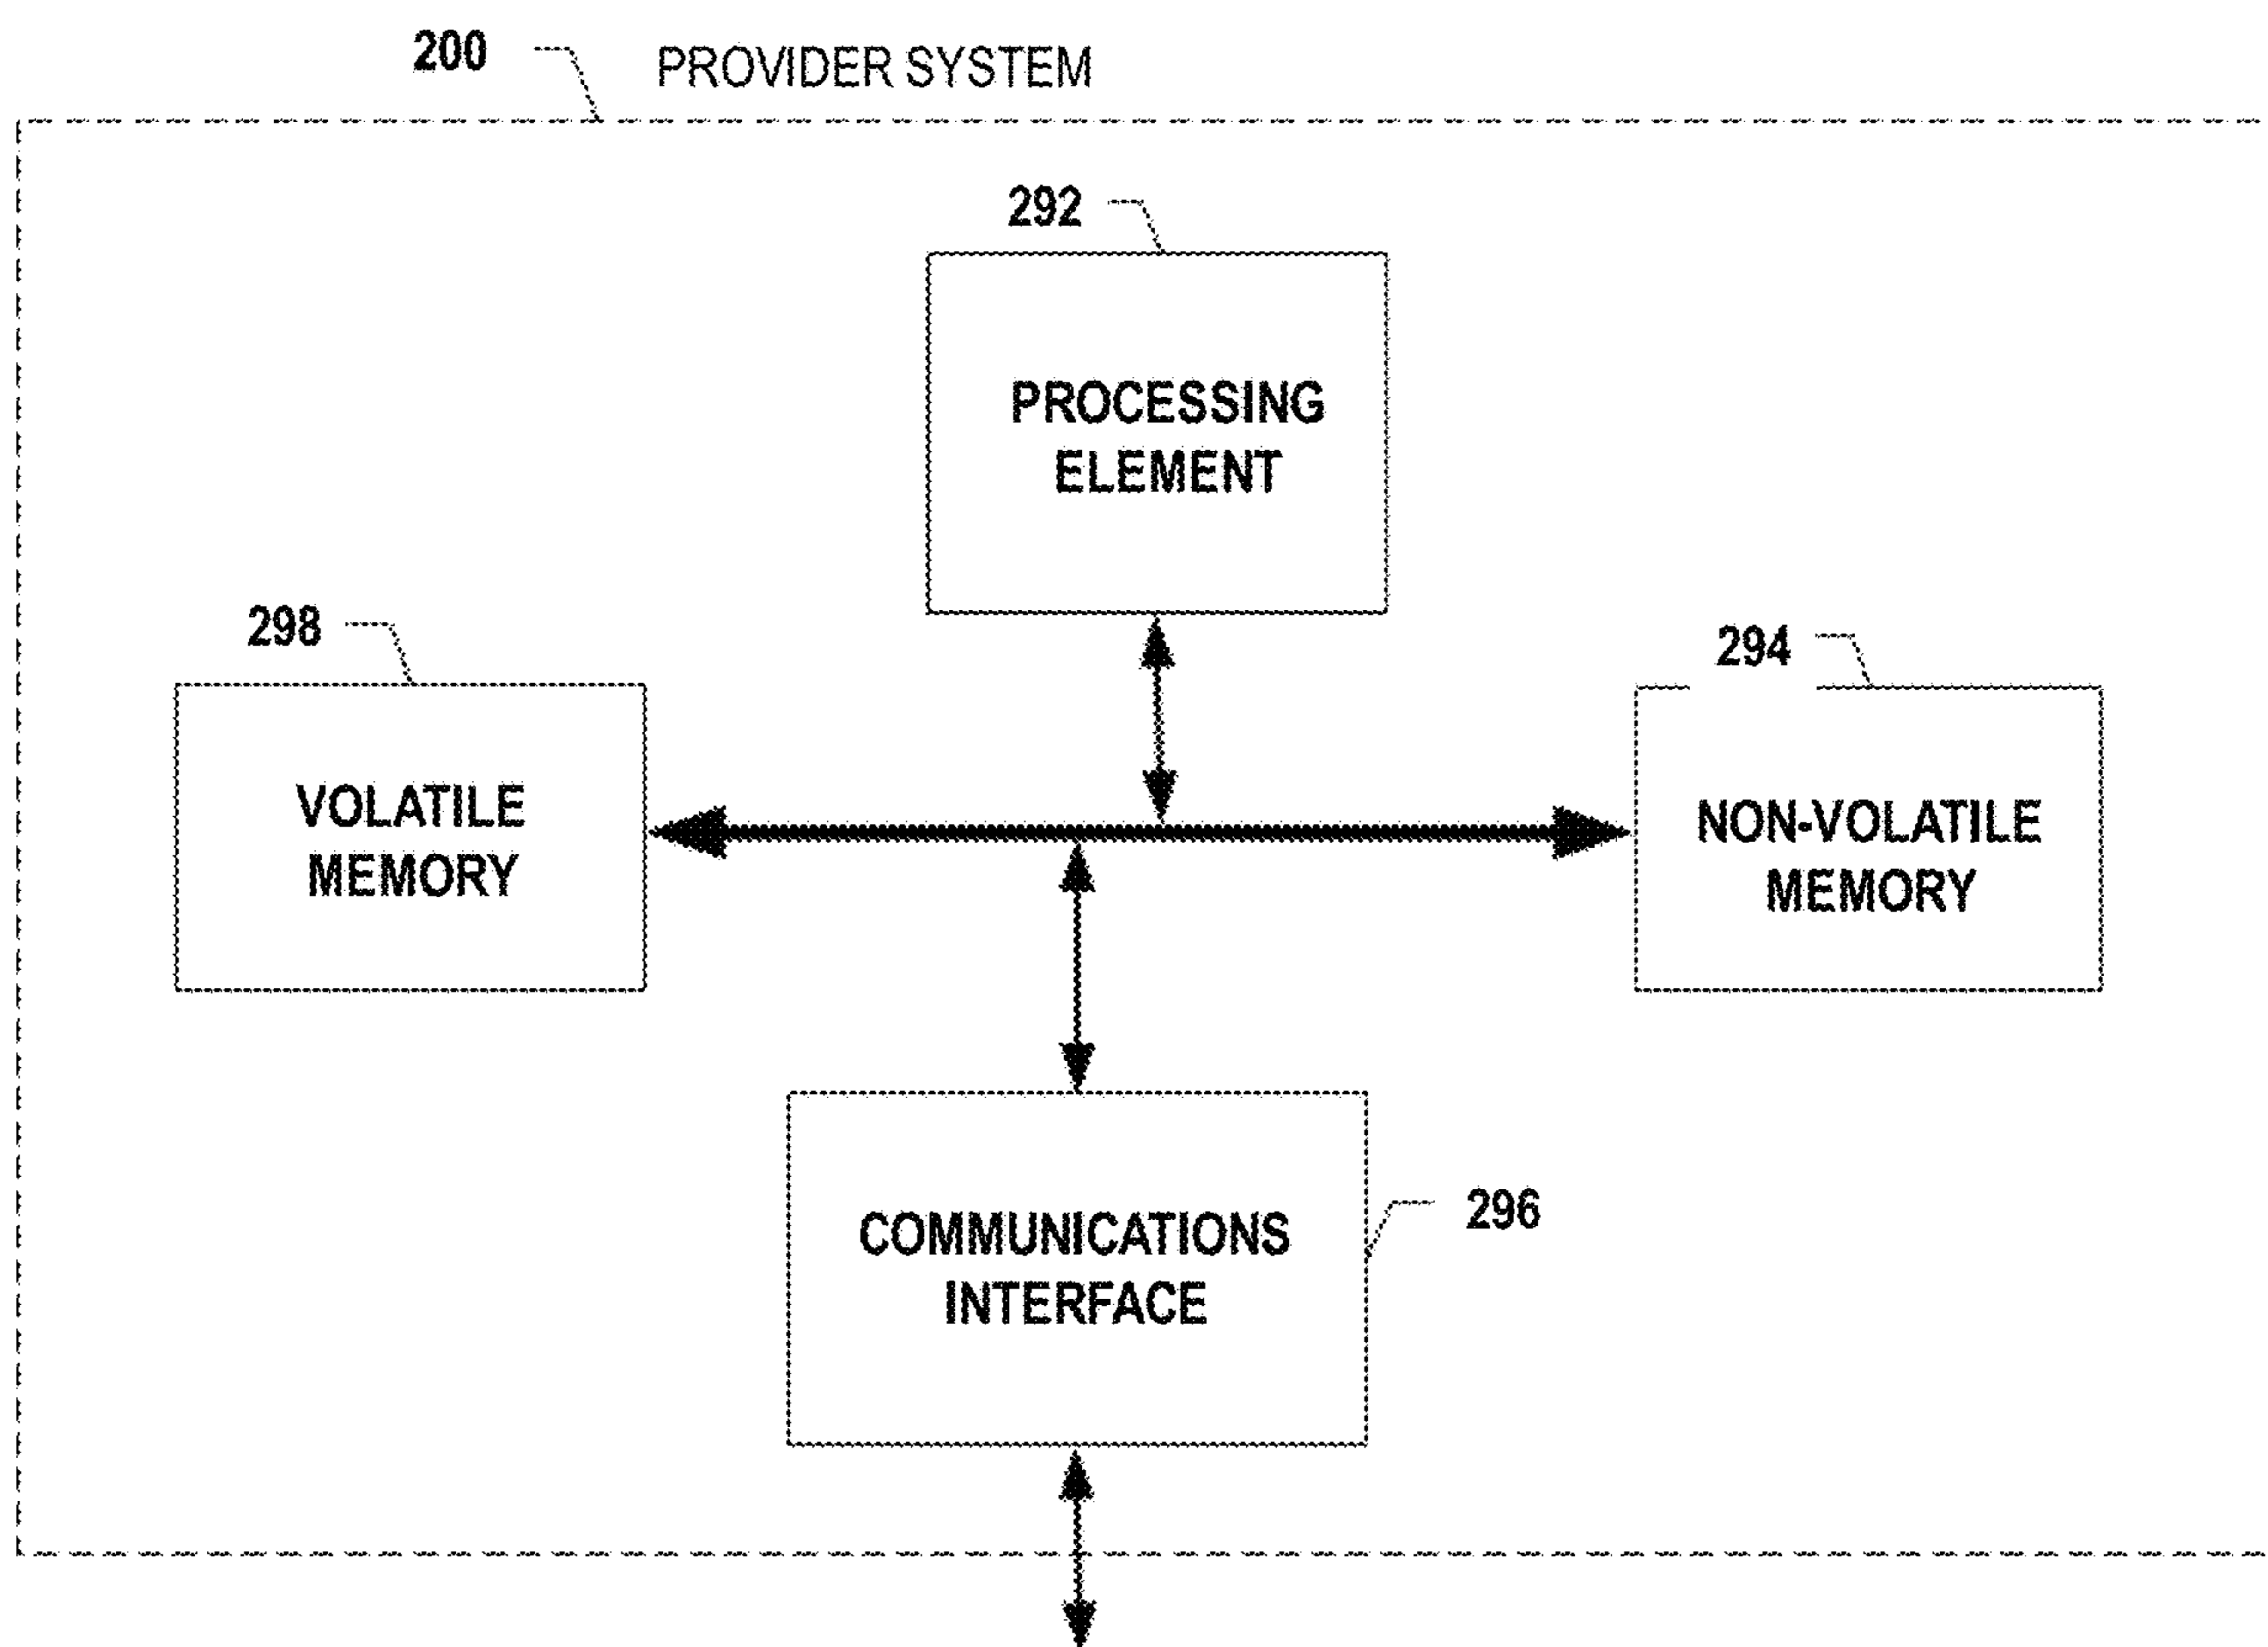 200 PROVIDER SYSTEM
292
PROCESSING
ELEMENT
298
294
VOLATILE
MEMORY
NON-VOLATILE
MEMORY
296
COMMUNICATIONS
INTERFACE